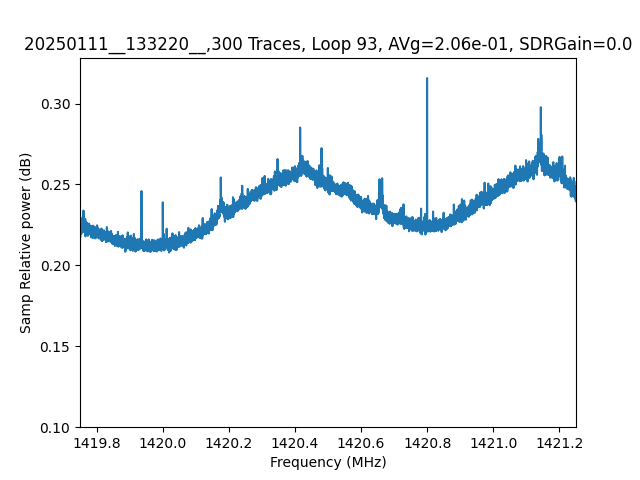 20250111__133220__,300 Traces, Loop 93, AVg=2.06e-01, SDRGain=0.0
0.30
0.25
0.20
0.15
0.10
Samp Relative power (dB)
1419.8 1420.0 1420.2 1420.4 1420.6 1420.8 1421.0 1421.2
Frequency (MHz)